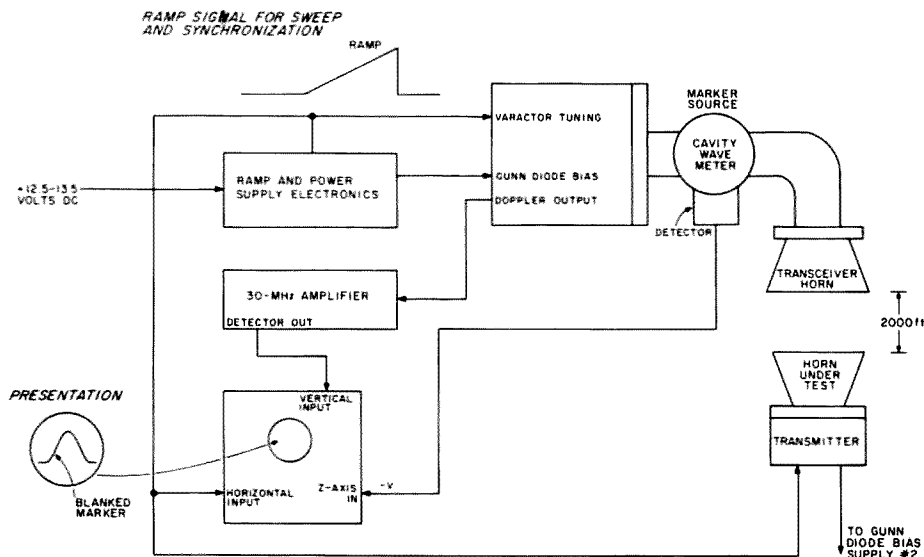 RAMP SIGNAL FOR SWEEP
AND SYNCHRONIZATION
RAMP
VARACTOR TUNING
MARKER
SOURCE
CAVITY
WAVE
METER
+12.5-13.5
VOLTS DC
RAMP AND POWER
SUPPLY ELECTRONICS
GUNN DIODE BIAS
DOPPLER OUTPUT
DETECTOR
TRANSCEIVER
HORN
30-MHz AMPLIFIER
DETECTOR OUT
2000ft
HORN
UNDER
TEST
PRESENTATION
VERTICAL
INPUT
TRANSMITTER
Z-AXIS
IN
-V
HORIZONTAL
INPUT
BLANKED
MARKER
TO GUNN
DIODE BIAS
SUPPLY #2